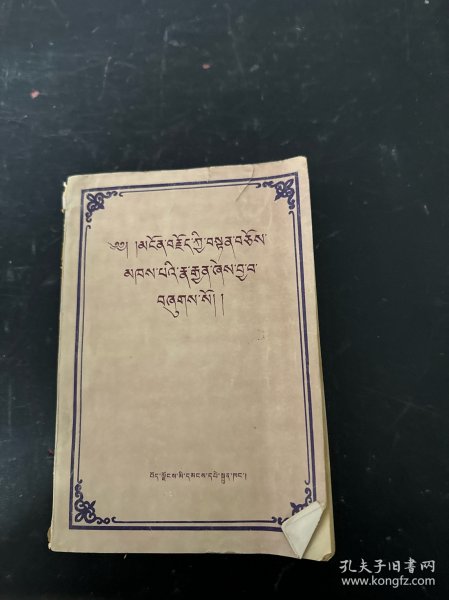 ༄༅། །མངོན་བརྗོད་ཀྱི་བསྟན་བཅོས་
མཁས་པའི་རྣ་རྒྱན་ཞེས་བྱ་བ་
བཞུགས་སོ། །
བོད་ལྗོངས་མི་དམངས་དཔེ་སྐྲུན་ཁང་།
孔夫子旧书网
www.kongfz.com